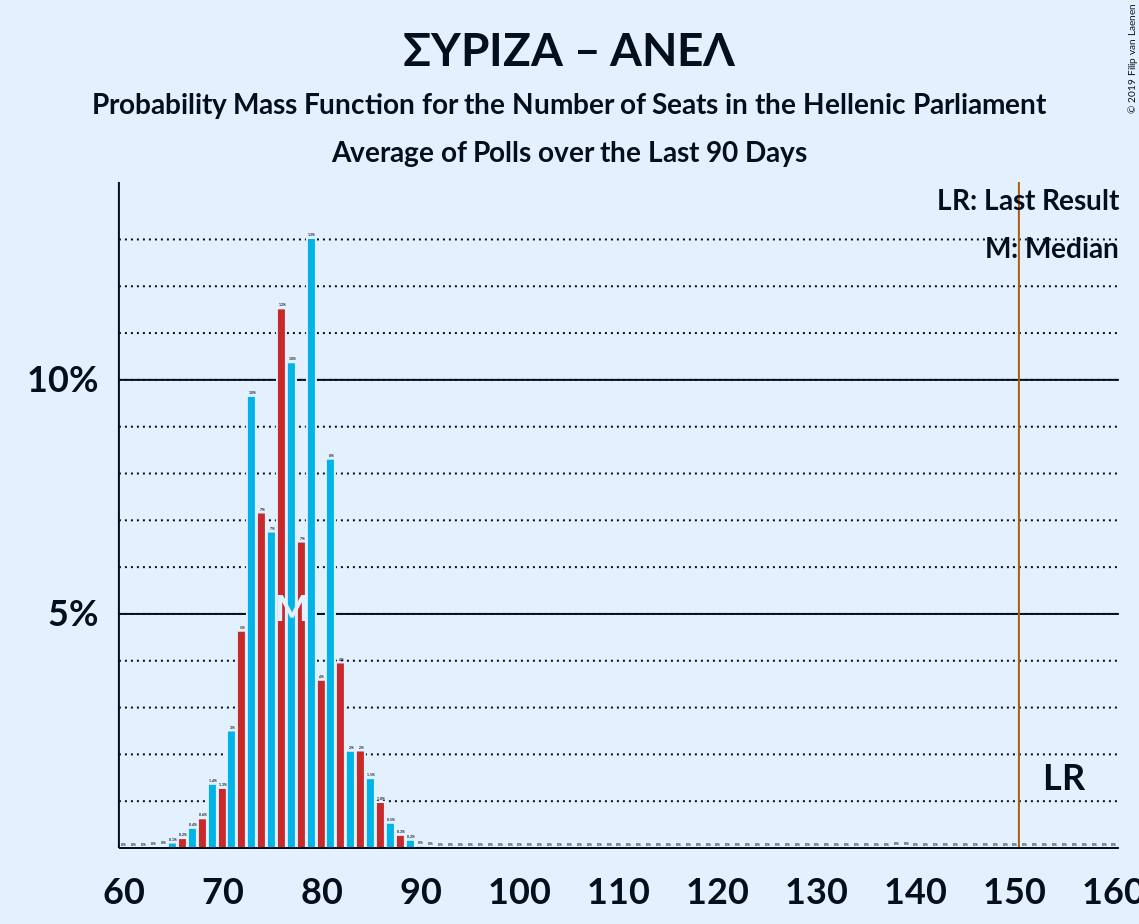 ΣΥΡΙΖΑ – ΑΝΕΛ
Probability Mass Function for the Number of Seats in the Hellenic Parliament
Average of Polls over the Last 90 Days
© 2019 Filip van Laenen
LR: Last Result
M: Median
10%
5%
M
LR
60 70 80 90 100 110 120 130 140 150 160